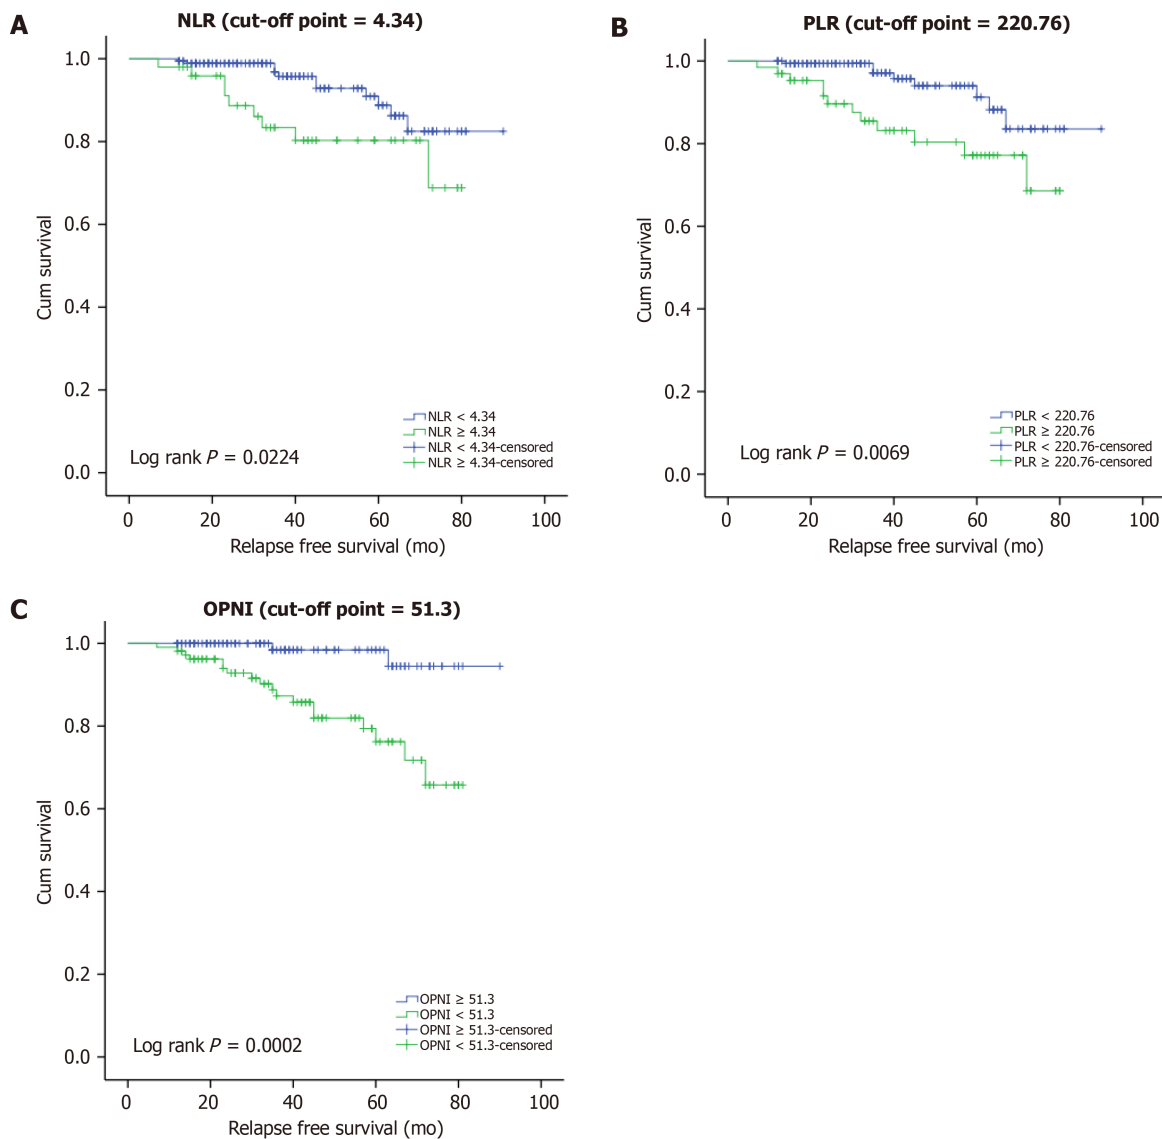 A
NLR (cut-off point = 4.34)
1.0
0.8
0.6
0.4
0.2
0.0
Cum survival
NLR < 4.34
NLR ≥ 4.34
NLR < 4.34-censored
NLR ≥ 4.34-censored
Log rank P = 0.0224
0 20 40 60 80 100
Relapse free survival (mo)
B
PLR (cut-off point = 220.76)
1.0
0.8
0.6
0.4
0.2
0.0
Cum survival
PLR < 220.76
PLR ≥ 220.76
PLR < 220.76-censored
PLR ≥ 220.76-censored
Log rank P = 0.0069
0 20 40 60 80 100
Relapse free survival (mo)
C
OPNI (cut-off point = 51.3)
1.0
0.8
0.6
0.4
0.2
0.0
Cum survival
OPNI ≥ 51.3
OPNI < 51.3
OPNI ≥ 51.3-censored
OPNI < 51.3-censored
Log rank P = 0.0002
0 20 40 60 80 100
Relapse free survival (mo)